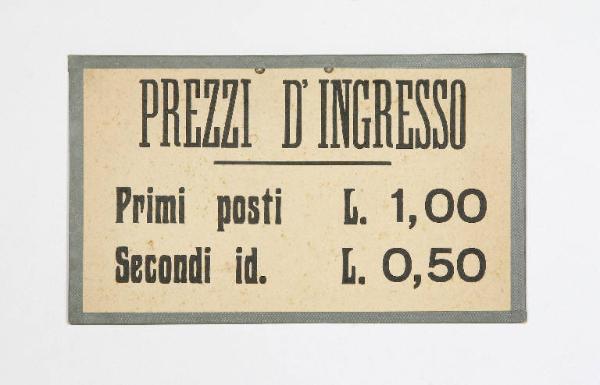 PREZZI D'INGRESSO
Primi posti L. 1,00
Secondi id. L. 0,50